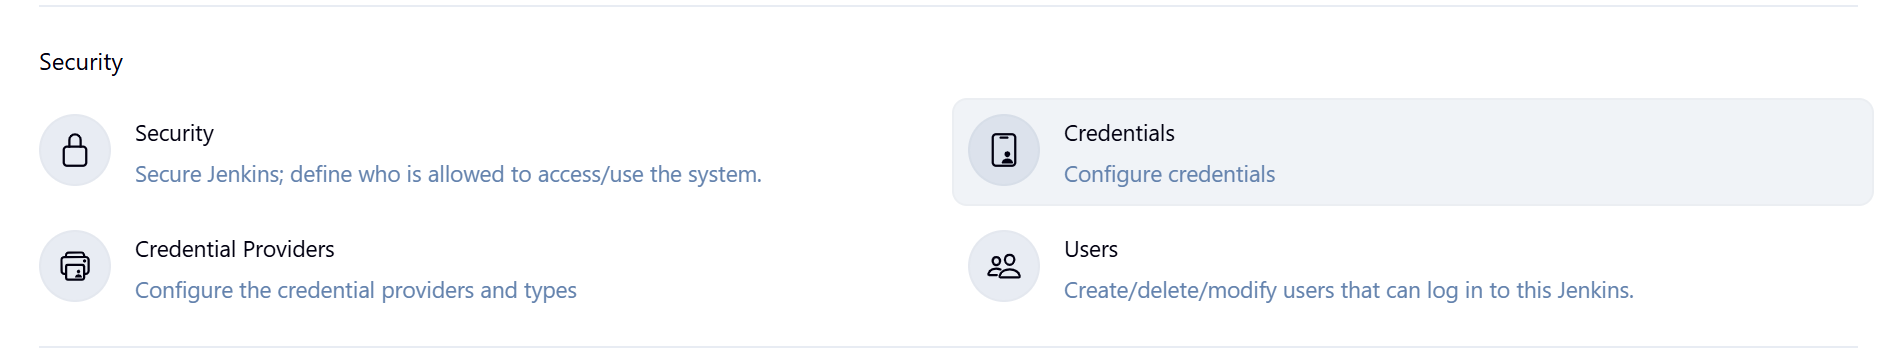 Security
Security
Secure Jenkins; define who is allowed to access/use the system.
Credentials
Configure credentials
Credential Providers
Configure the credential providers and types
Users
Create/delete/modify users that can log in to this Jenkins.